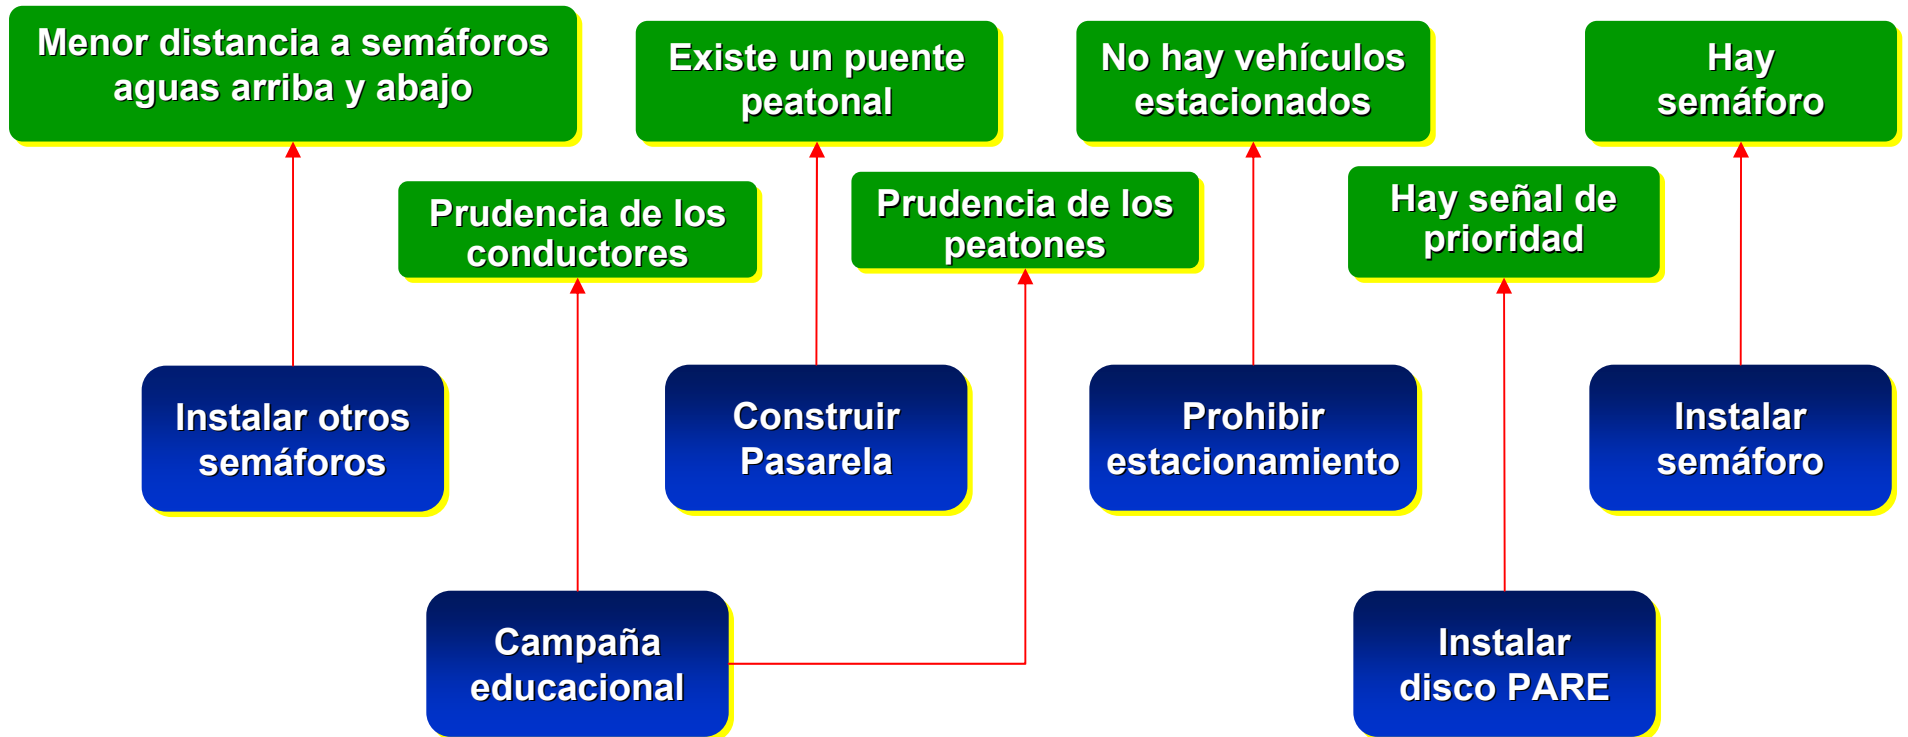 Menor distancia a semáforos
aguas arriba y abajo
Existe un puente
peatonal
No hay vehículos
estacionados
Hay
semáforo
Prudencia de los
conductores
Prudencia de los
peatones
Hay señal de
prioridad
Instalar otros
semáforos
Construir
Pasarela
Prohibir
estacionamiento
Instalar
semáforo
Campaña
educacional
Instalar
disco PARE